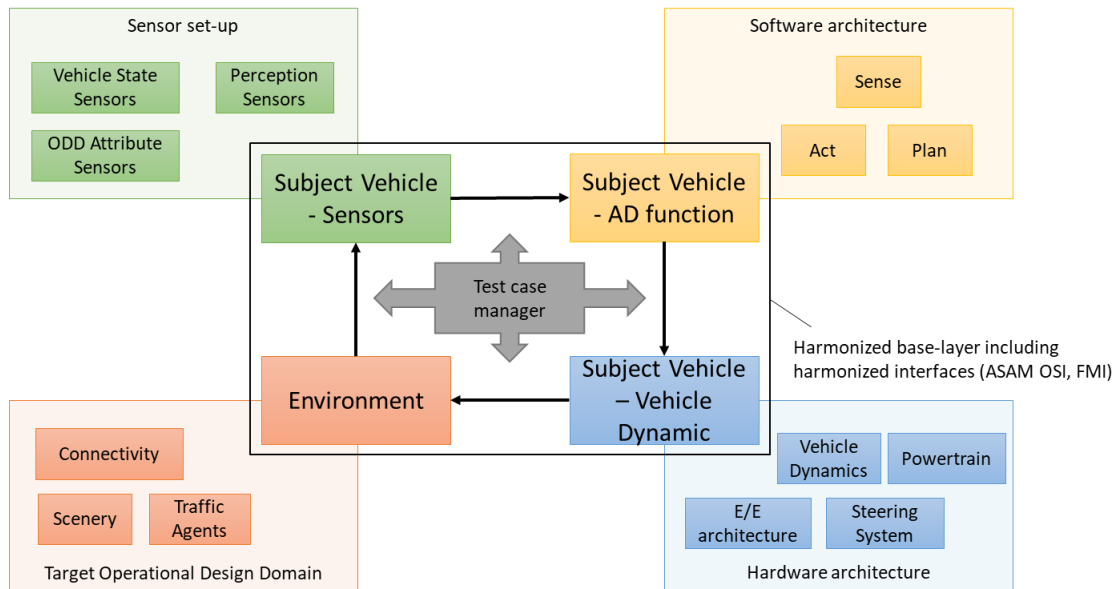 Sensor set-up
Vehicle State
Sensors
Perception
Sensors
ODD Attribute
Sensors
Software architecture
Sense
Act
Plan
Subject Vehicle
- Sensors
Subject Vehicle
- AD function
Test case
manager
Environment
Subject Vehicle
– Vehicle
Dynamic
Harmonized base-layer including
harmonized interfaces (ASAM OSI, FMI)
Connectivity
Scenery
Traffic
Agents
Target Operational Design Domain
Vehicle
Dynamics
Powertrain
E/E
architecture
Steering
System
Hardware architecture